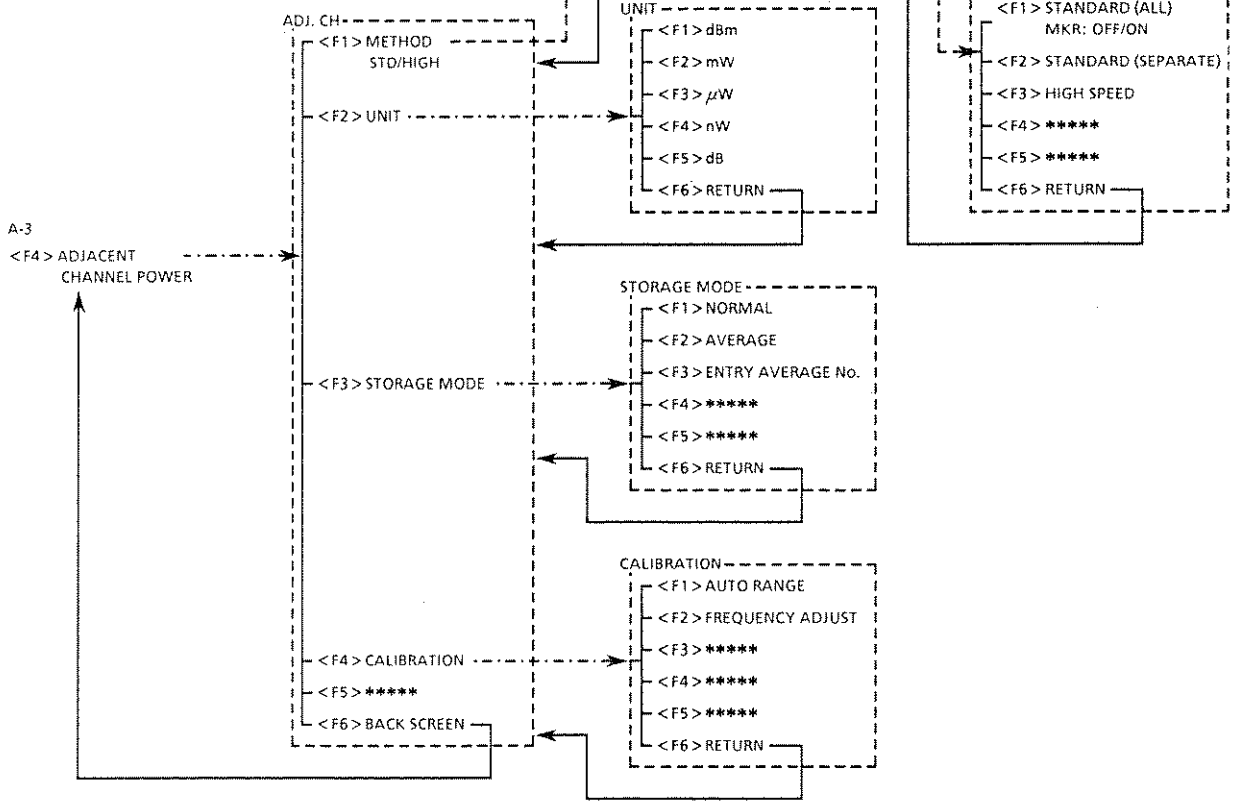 ADJ. CH
<F1> METHOD
STD/HIGH
<F2> UNIT
<F3> STORAGE MODE
<F4> CALIBRATION
<F5> *****
<F6> BACK SCREEN
A-3
<F4> ADJACENT
CHANNEL POWER
UNIT
<F1> dBm
<F2> mW
<F3> μW
<F4> nW
<F5> dB
<F6> RETURN
STORAGE MODE
<F1> NORMAL
<F2> AVERAGE
<F3> ENTRY AVERAGE No.
<F4> *****
<F5> *****
<F6> RETURN
CALIBRATION
<F1> AUTO RANGE
<F2> FREQUENCY ADJUST
<F3> *****
<F4> *****
<F5> *****
<F6> RETURN
<F1> STANDARD (ALL)
MKR: OFF/ON
<F2> STANDARD (SEPARATE)
<F3> HIGH SPEED
<F4> *****
<F5> *****
<F6> RETURN